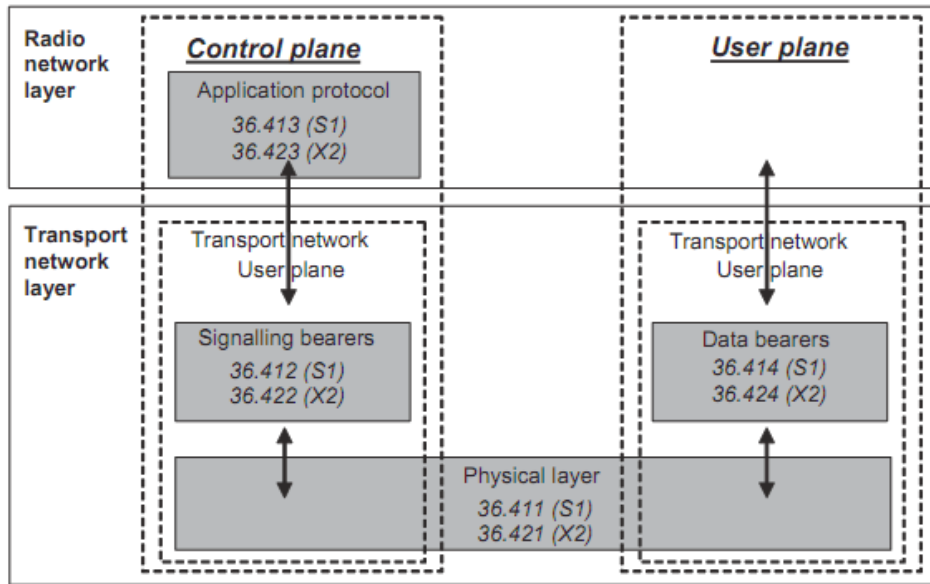 Radio
network
layer
Control plane
User plane
Application protocol
36.413 (S1)
36.423 (X2)
Transport
network
layer
Transport network
User plane
Transport network
User plane
Signalling bearers
36.412 (S1)
36.422 (X2)
Data bearers
36.414 (S1)
36.424 (X2)
Physical layer
36.411 (S1)
36.421 (X2)